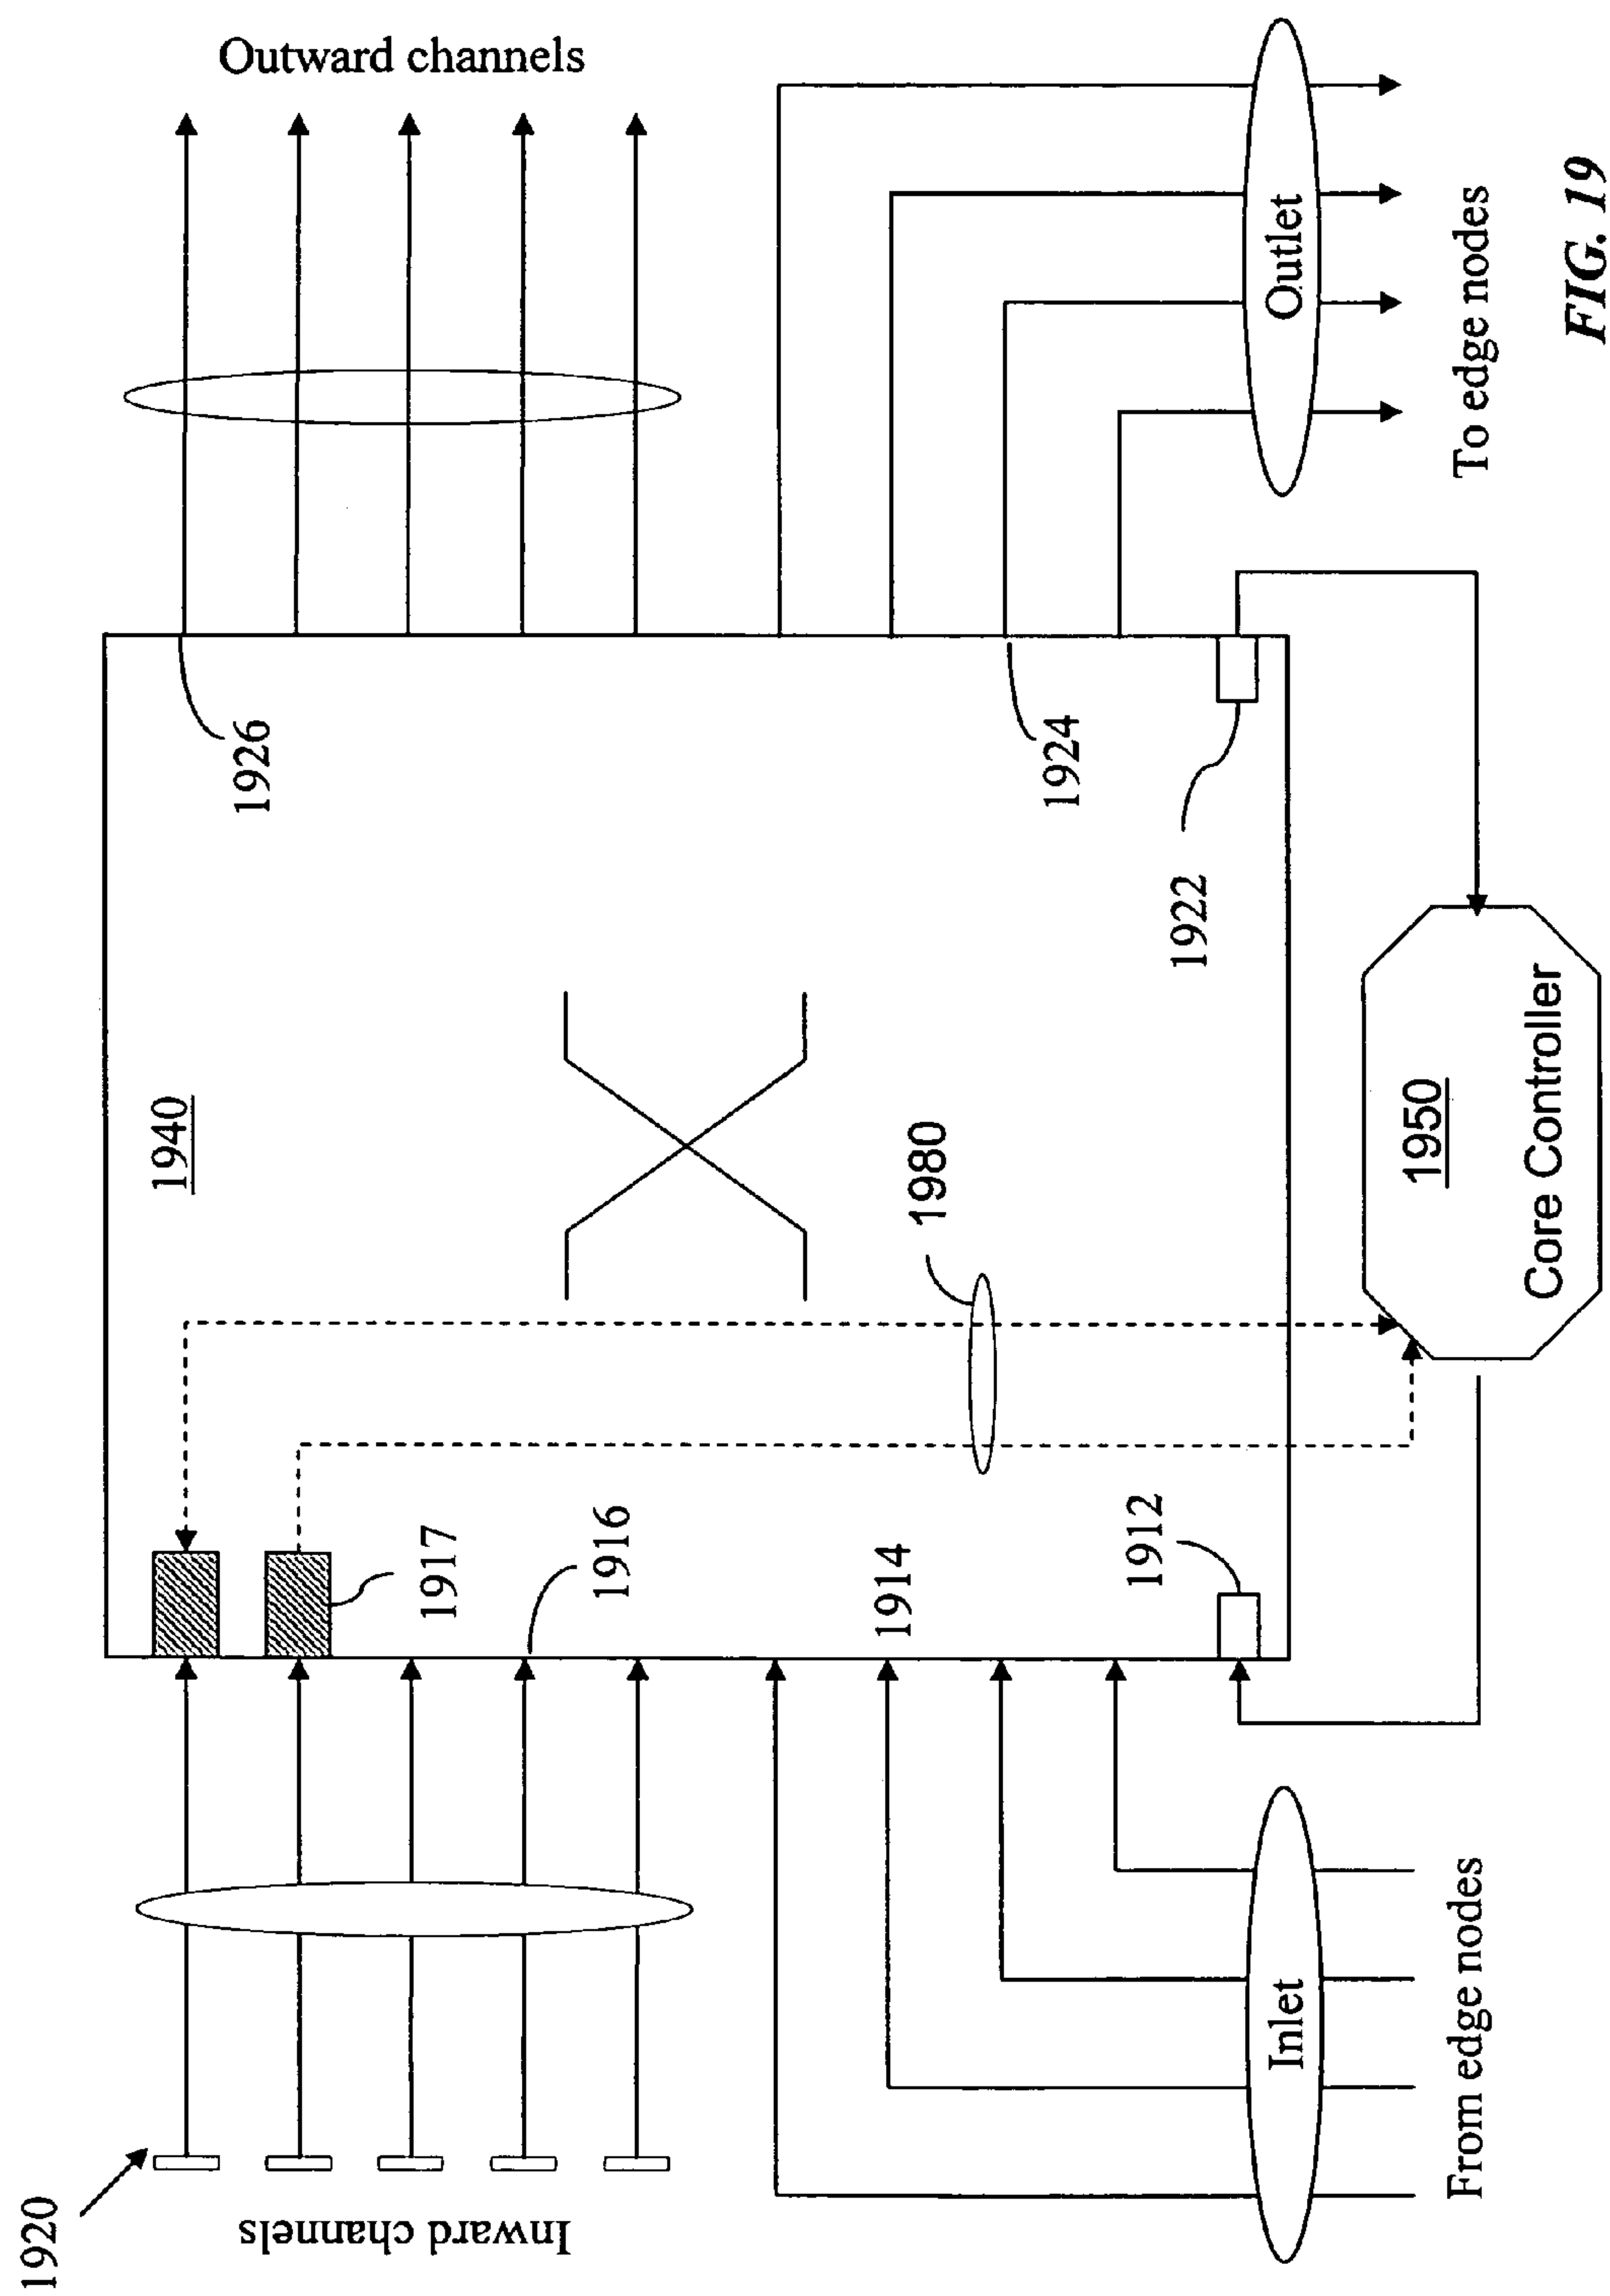 Outward channels
1920
Inward channels
1926
1940
1917
1916
1980
1914
1924
1912
1922
1950
Core Controller
Inlet
Outlet
From edge nodes
To edge nodes
FIG. 19